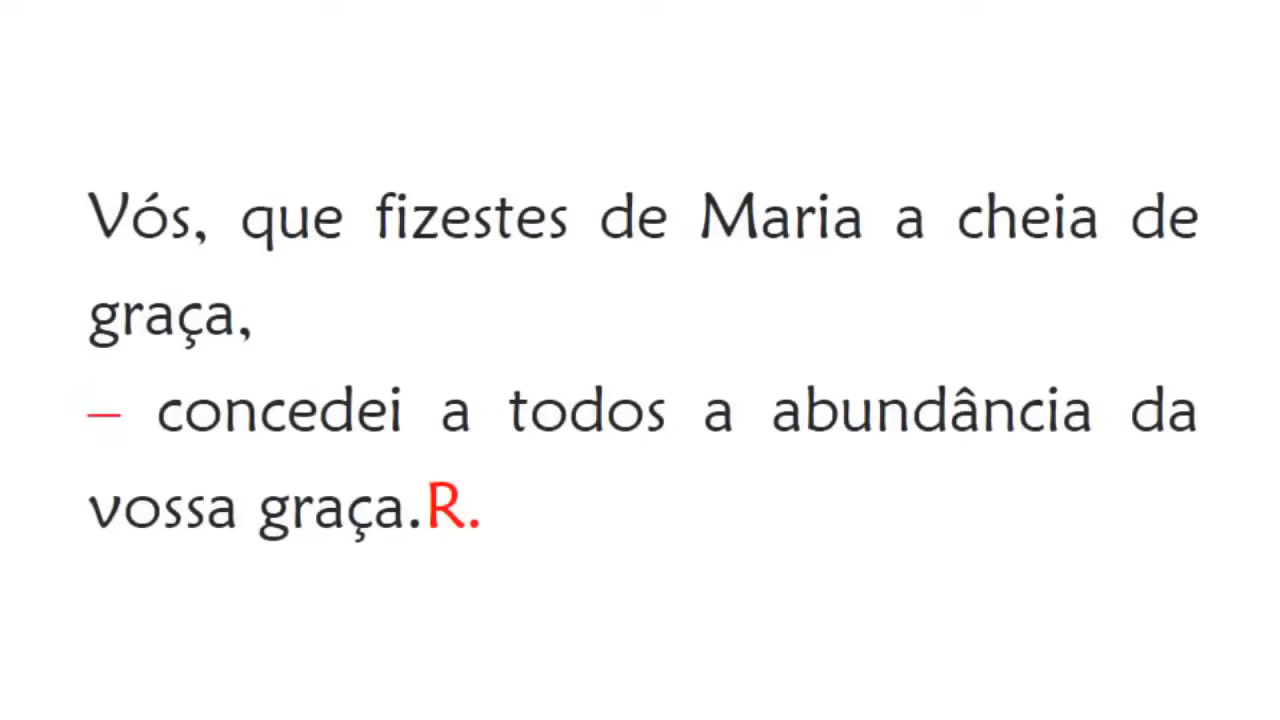 Vós, que fizestes de Maria a cheia de
graça,
– concedei a todos a abundância da
vossa graça.R.